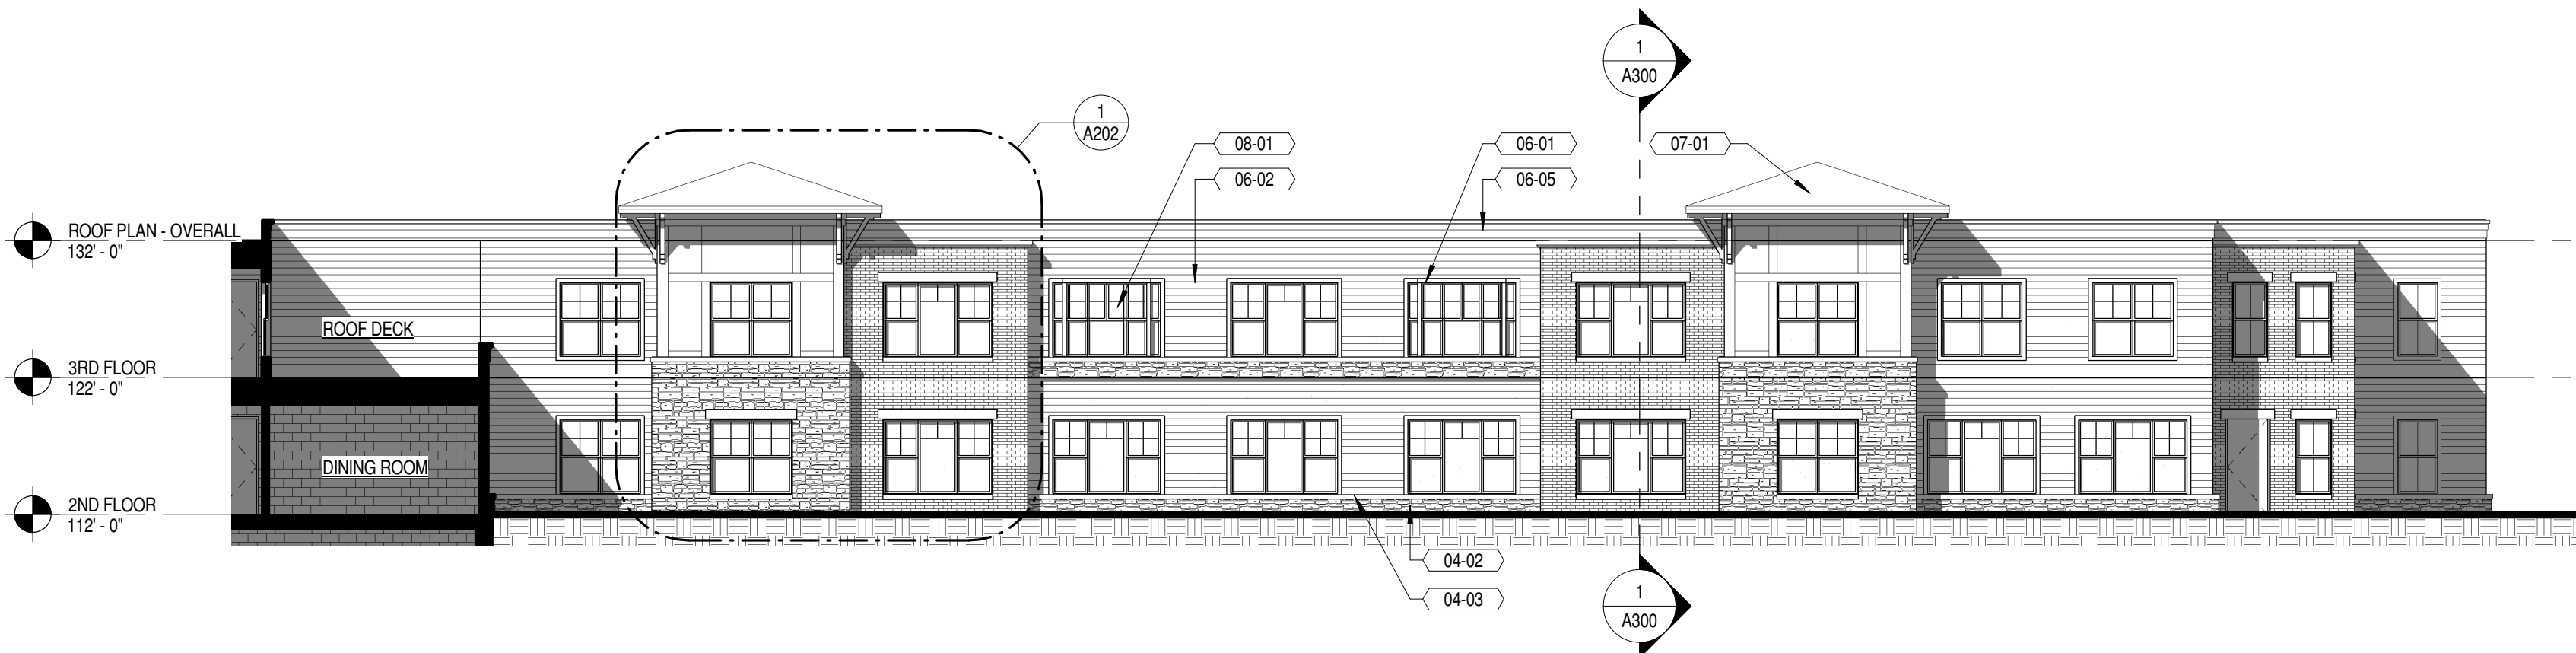 1
A300
1
A202
08-01
06-01
07-01
06-02
06-05
ROOF PLAN - OVERALL
132' - 0"
ROOF DECK
3RD FLOOR
122' - 0"
DINING ROOM
2ND FLOOR
112' - 0"
04-02
04-03
1
A300